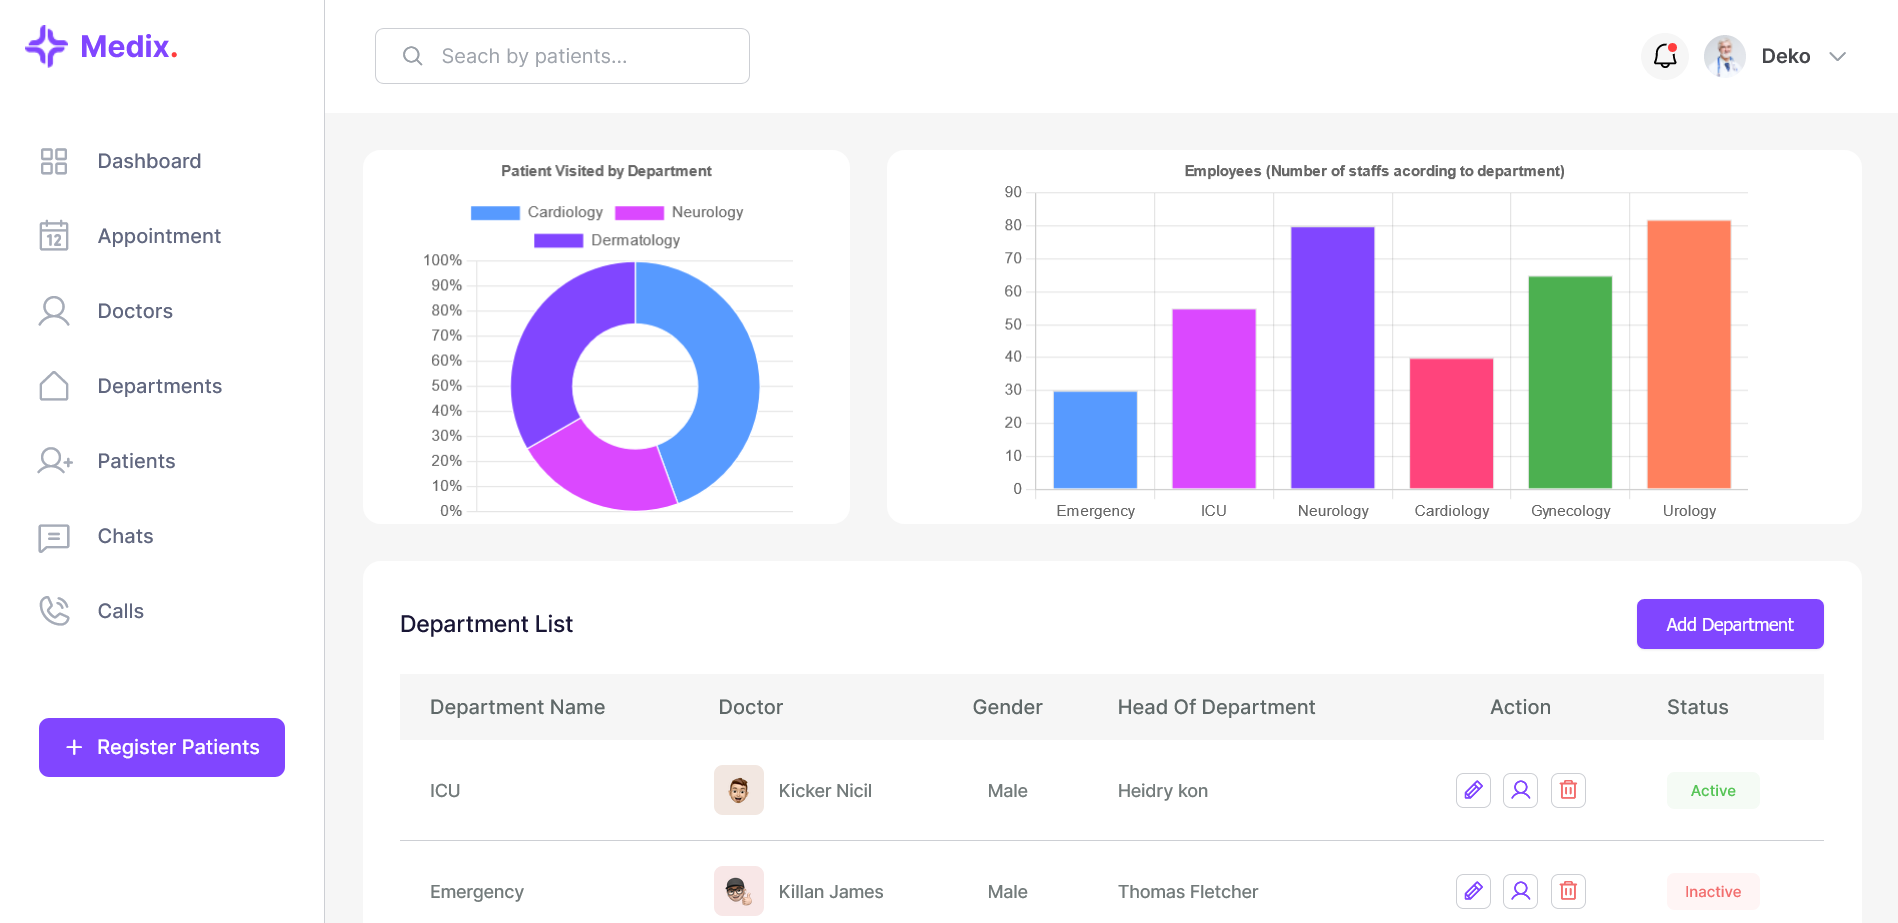 Medix.
Seach by patients...
Deko
Dashboard
12
Appointment
Doctors
Departments
Patients
Chats
Calls
+ Register Patients
Patient Visited by Department
Cardiology Neurology
Dermatology
100%
90%
80%
70%
60%
50%
40%
30%
20%
10%
0%
Employees (Number of staffs acording to department)
90
80
70
60
50
40
30
20
10
0
Emergency ICU Neurology Cardiology Gynecology Urology
Department List
Add Department
Department Name Doctor Gender Head Of Department Action Status
ICU Kicker Nicil Male Heidry kon Active
Emergency Killan James Male Thomas Fletcher Inactive